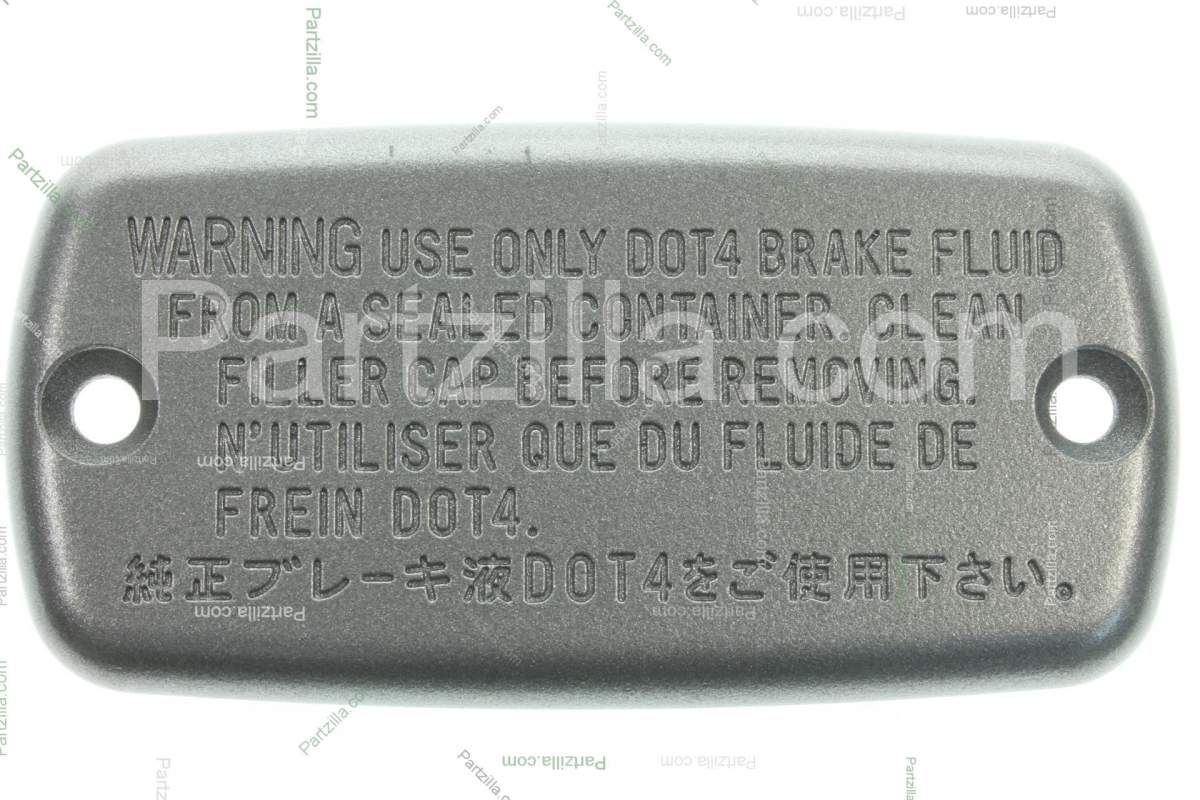 WARNING USE ONLY DOT4 BRAKE FLUID
FROM A SEALED CONTAINER. CLEAN
FILLER CAP BEFORE REMOVING.
N'UTILISER QUE DU FLUIDE DE
FREIN DOT4.
純正ブレーキ液DOT4をご使用下さい。
Partzilla.com